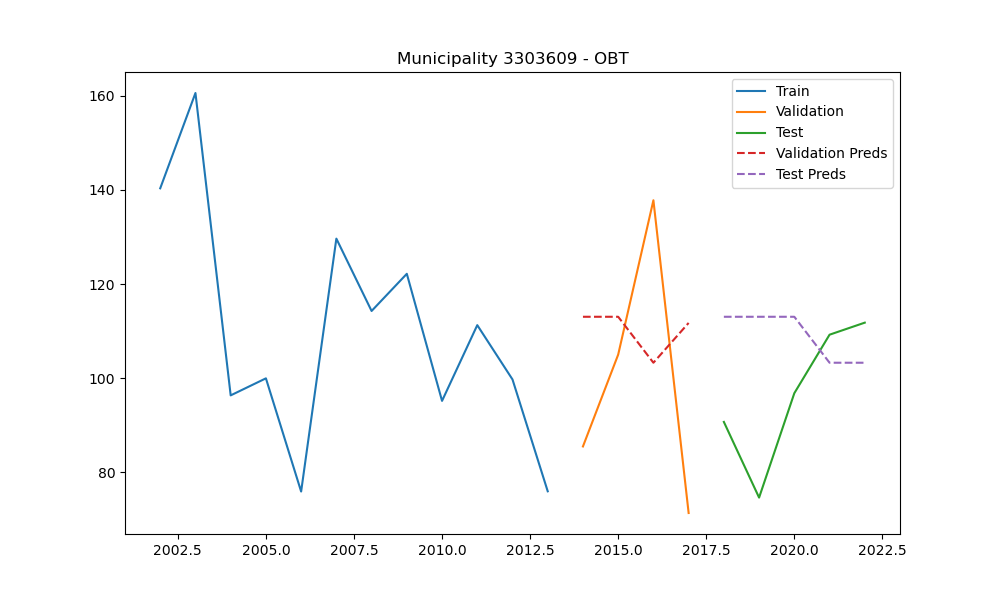 Municipality 3303609 - OBT
160
140
120
100
80
Train
Validation
Test
Validation Preds
Test Preds
2002.5 2005.0 2007.5 2010.0 2012.5 2015.0 2017.5 2020.0 2022.5